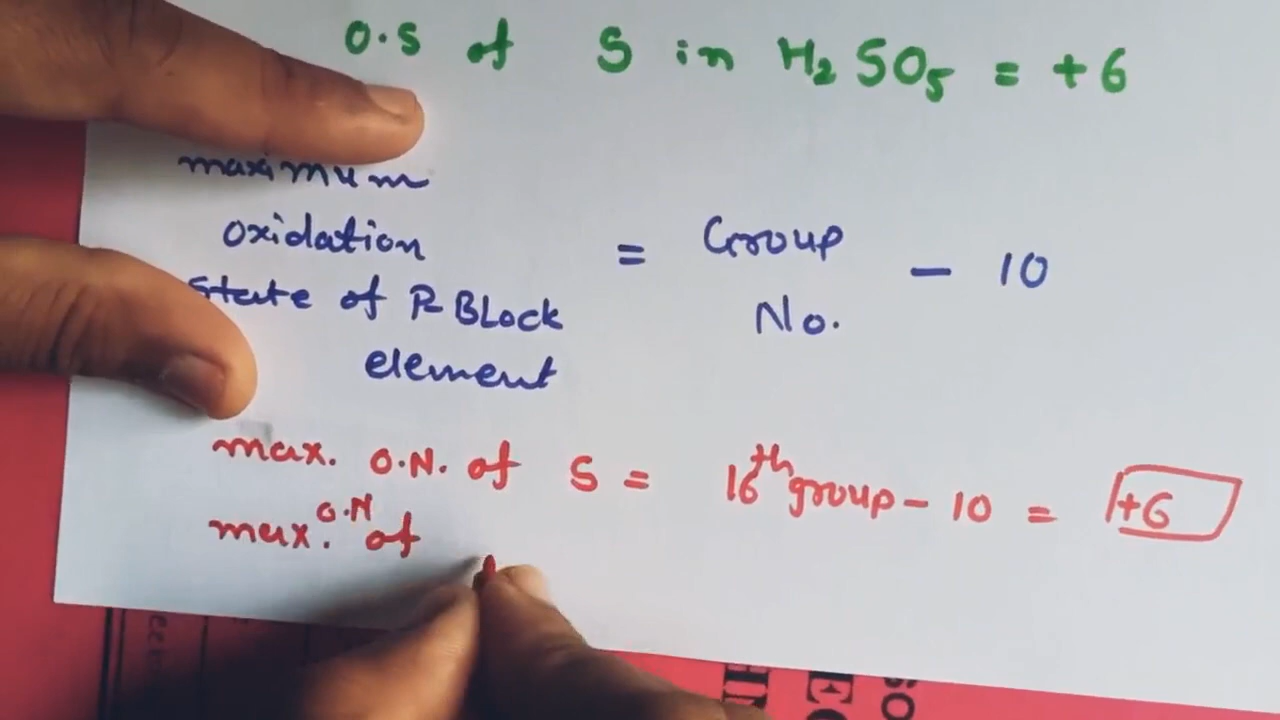 O.S of S in H₂SO₅ = +6
maximum
oxidation = Group - 10
State of P Block No.
element
max. O.N. of S = 16th group - 10 = +6
max. O.N of